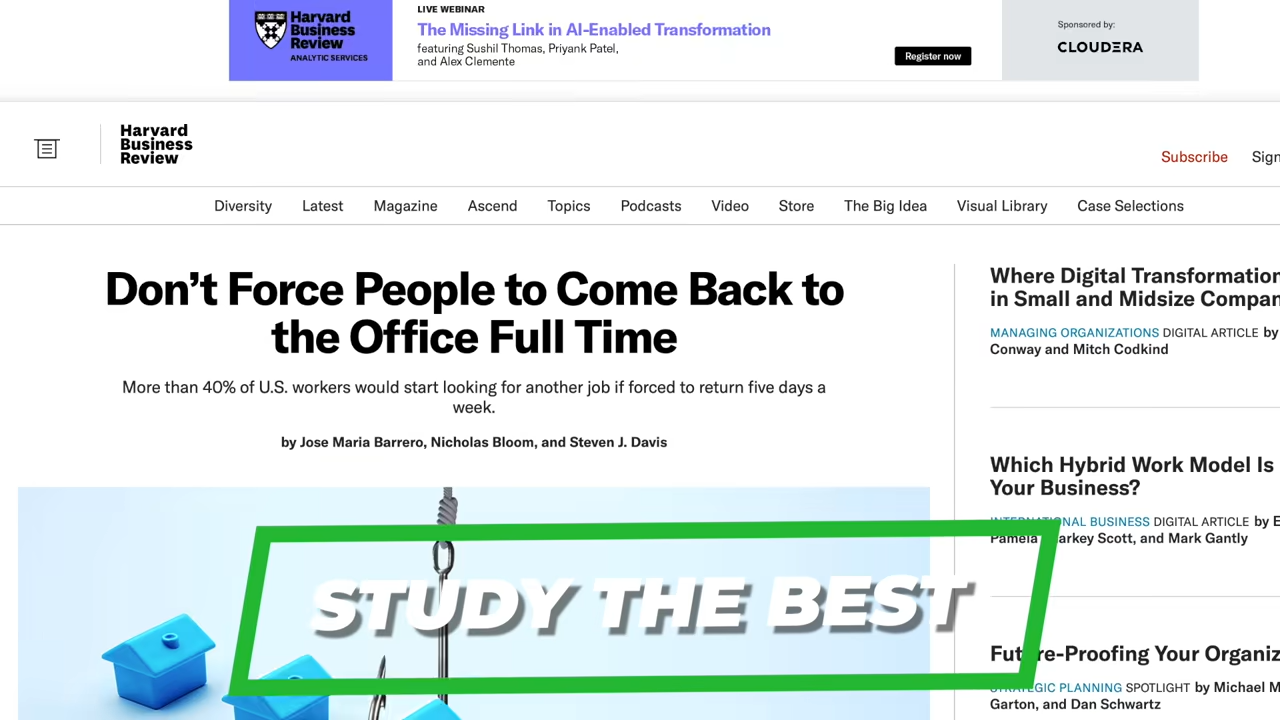 Harvard
Business
Review
ANALYTIC SERVICES
LIVE WEBINAR
The Missing Link in AI-Enabled Transformation
featuring Sushil Thomas, Priyank Patel,
and Alex Clemente
Register now
Sponsored by:
CLOUDERA
Harvard
Business
Review
Subscribe
Sign
Diversity Latest Magazine Ascend Topics Podcasts Video Store The Big Idea Visual Library Case Selections
Don't Force People to Come Back to
the Office Full Time
More than 40% of U.S. workers would start looking for another job if forced to return five days a
week.
by Jose Maria Barrero, Nicholas Bloom, and Steven J. Davis
Where Digital Transformation
in Small and Midsize Compan
MANAGING ORGANIZATIONS DIGITAL ARTICLE by
Conway and Mitch Codkind
Which Hybrid Work Model Is
Your Business?
INTERNATIONAL BUSINESS DIGITAL ARTICLE by E
Pamela Sharkey Scott, and Mark Gantly
Future-Proofing Your Organiz
STRATEGIC PLANNING SPOTLIGHT by Michael M
Garton, and Dan Schwartz
STUDY THE BEST